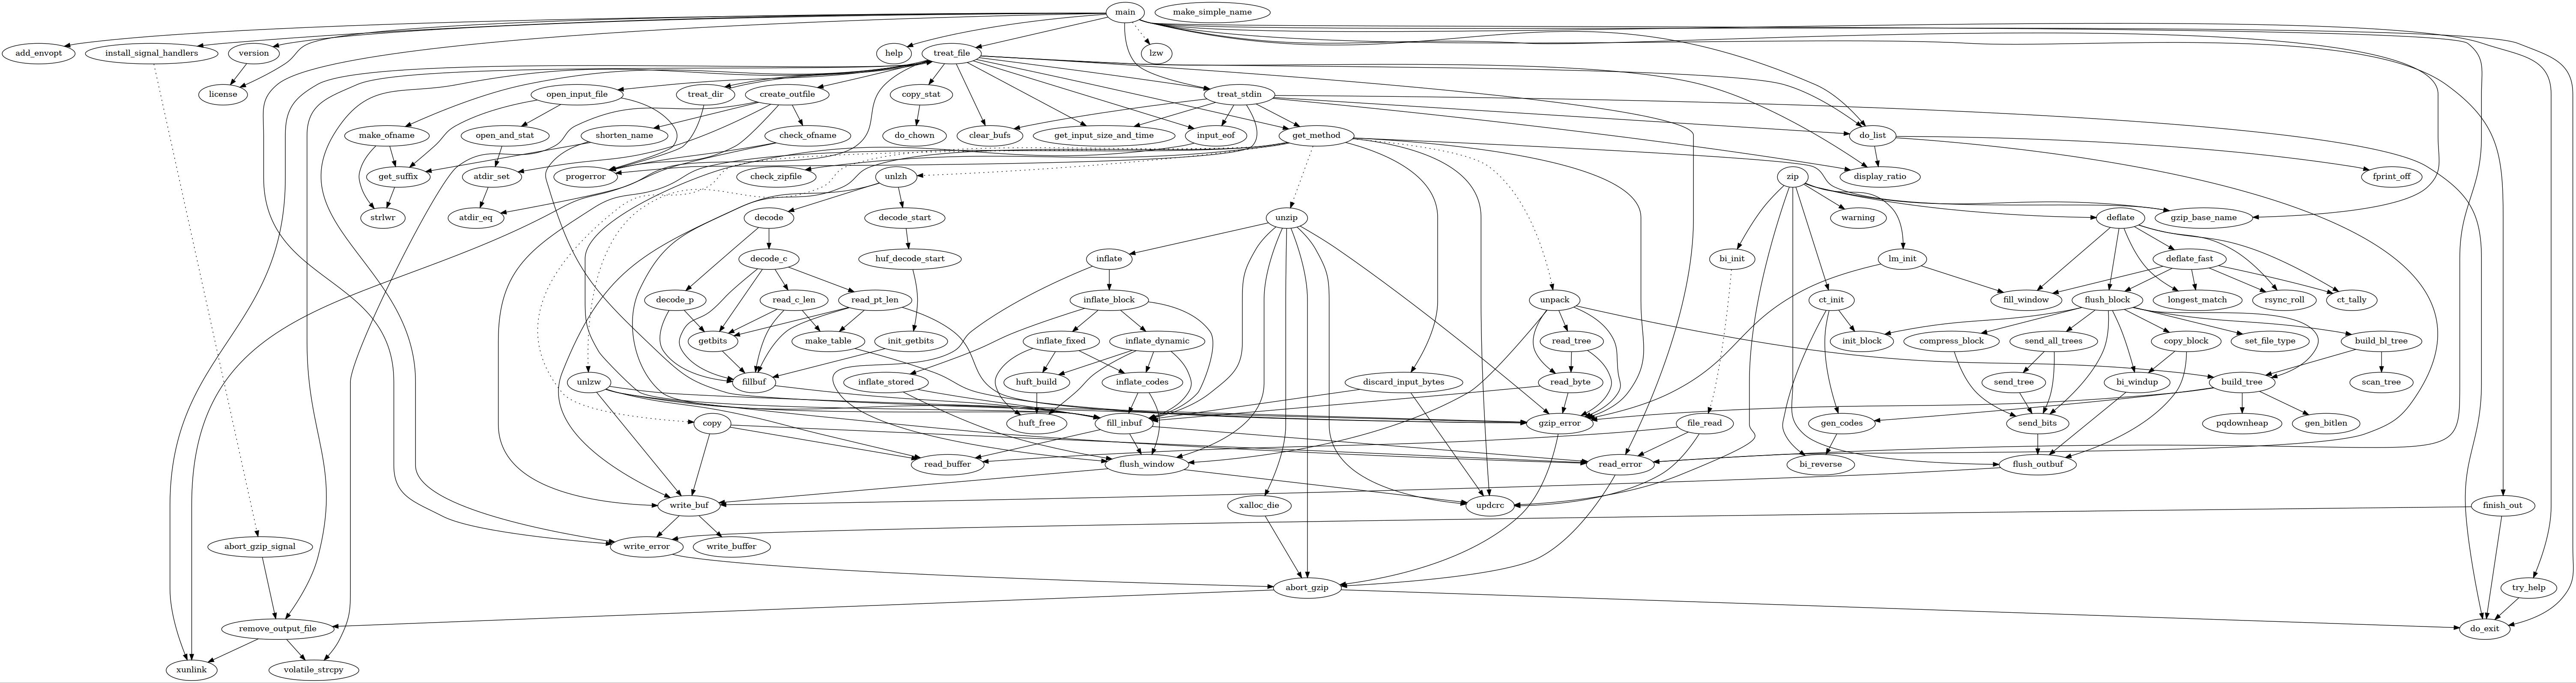 main
make_simple_name
add_envopt
install_signal_handlers
version
help
treat_file
lzw
license
open_input_file
treat_dir
create_outfile
copy_stat
treat_stdin
make_ofname
open_and_stat
shorten_name
check_ofname
do_chown
clear_bufs
get_input_size_and_time
input_eof
get_method
do_list
get_suffix
atdir_set
progerror
check_zipfile
unlzh
zip
display_ratio
fprint_off
strlwr
atdir_eq
decode
decode_start
unzip
warning
deflate
gzip_base_name
decode_c
huf_decode_start
inflate
bi_init
lm_init
deflate_fast
decode_p
read_c_len
read_pt_len
inflate_block
unpack
ct_init
fill_window
flush_block
longest_match
rsync_roll
ct_tally
getbits
make_table
init_getbits
inflate_fixed
inflate_dynamic
read_tree
init_block
compress_block
send_all_trees
copy_block
set_file_type
build_bl_tree
unlzw
fillbuf
inflate_stored
huft_build
inflate_codes
discard_input_bytes
read_byte
send_tree
bi_windup
build_tree
scan_tree
copy
huft_free
fill_inbuf
gzip_error
file_read
gen_codes
send_bits
pqdownheap
gen_bitlen
read_buffer
flush_window
read_error
bi_reverse
flush_outbuf
write_buf
xalloc_die
updcrc
finish_out
abort_gzip_signal
write_error
write_buffer
abort_gzip
try_help
remove_output_file
do_exit
xunlink
volatile_strcpy